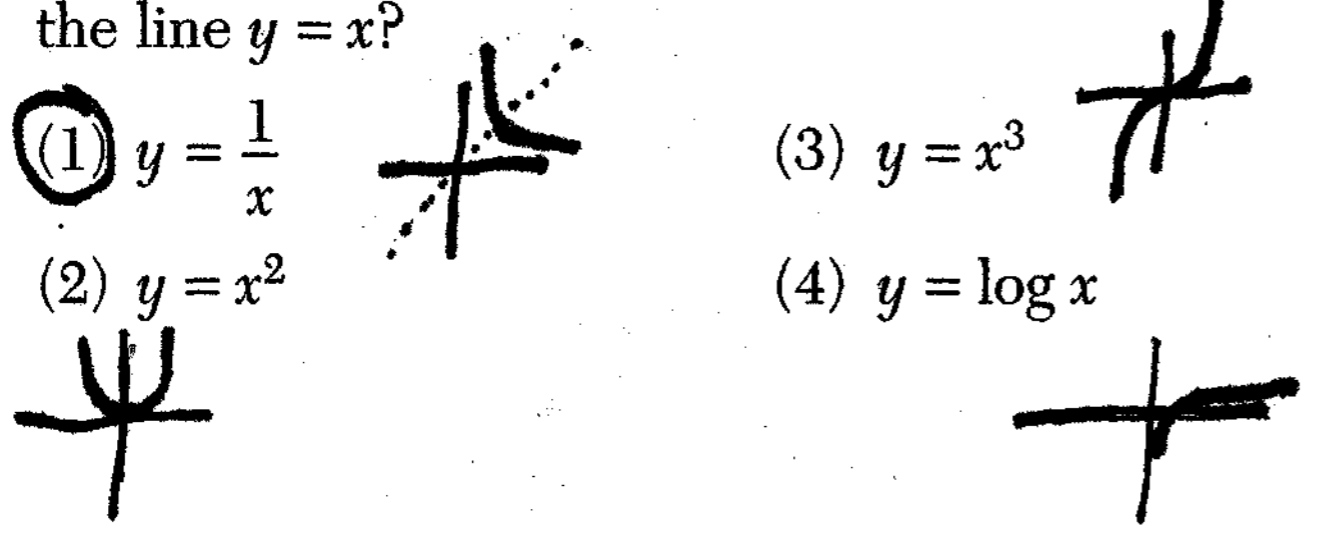 the line y = x?
(1) y = 1/x
(2) y = x²
(3) y = x³
(4) y = log x